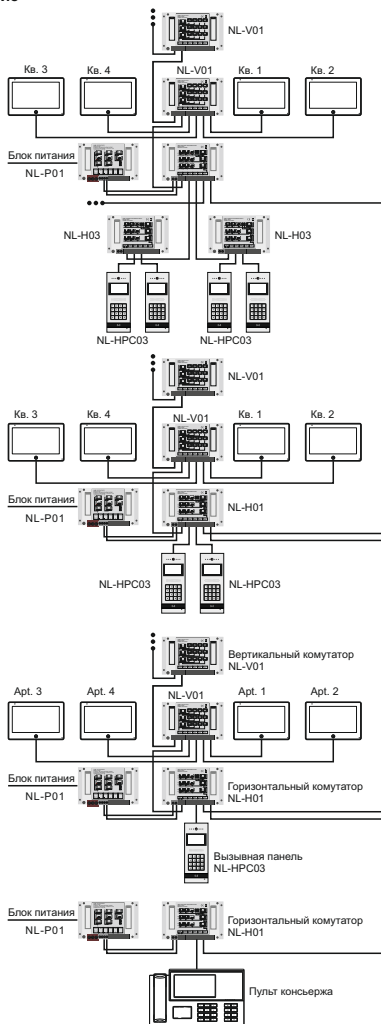 NL-V01
Кв. 3 Кв. 4 NL-V01 Кв. 1 Кв. 2
Блок питания
NL-P01
NL-H03 NL-H03
NL-HPC03 NL-HPC03
NL-V01
Кв. 3 Кв. 4 NL-V01 Кв. 1 Кв. 2
Блок питания
NL-P01
NL-H01
NL-HPC03 NL-HPC03
Вертикальный комутатор
NL-V01
Apt. 3 Apt. 4 NL-V01 Apt. 1 Apt. 2
Блок питания
NL-P01
Горизонтальный комутатор
NL-H01
Вызывная панель
NL-HPC03
Блок питания
NL-P01
Горизонтальный комутатор
NL-H01
Пульт консьержа